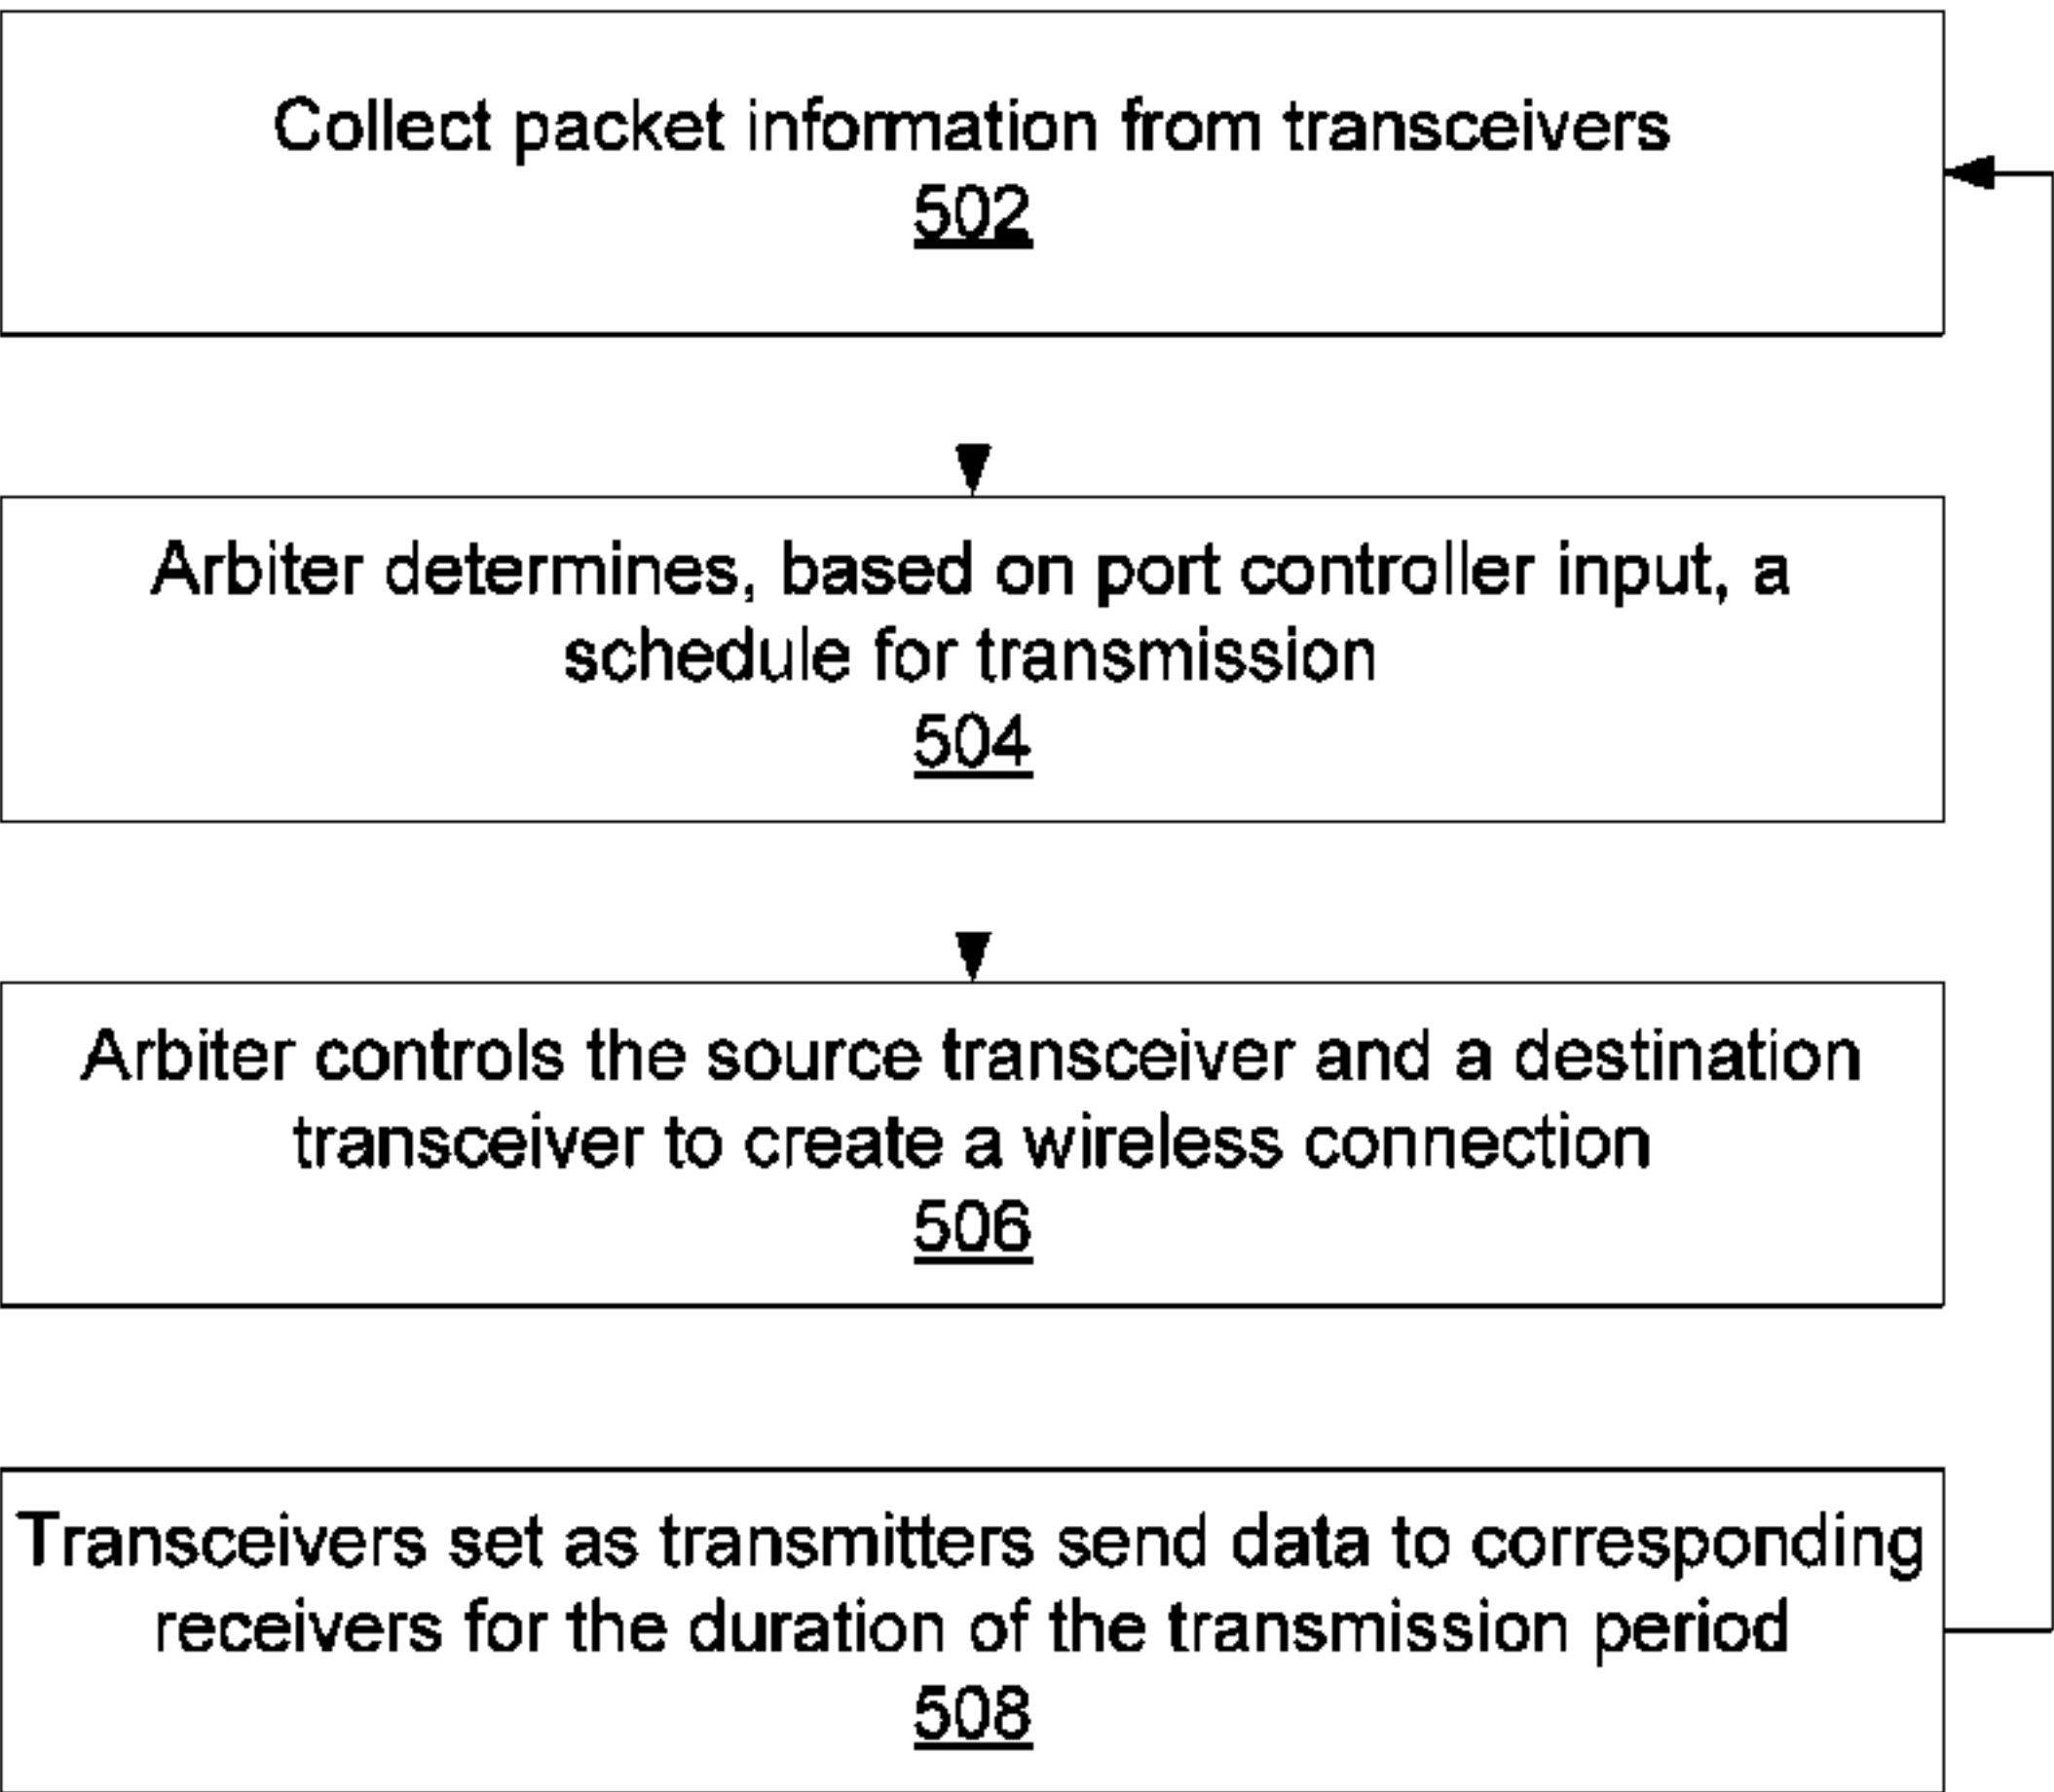 Collect packet information from transceivers
502
Arbiter determines, based on port controller input, a
schedule for transmission
504
Arbiter controls the source transceiver and a destination
transceiver to create a wireless connection
506
Transceivers set as transmitters send data to corresponding
receivers for the duration of the transmission period
508